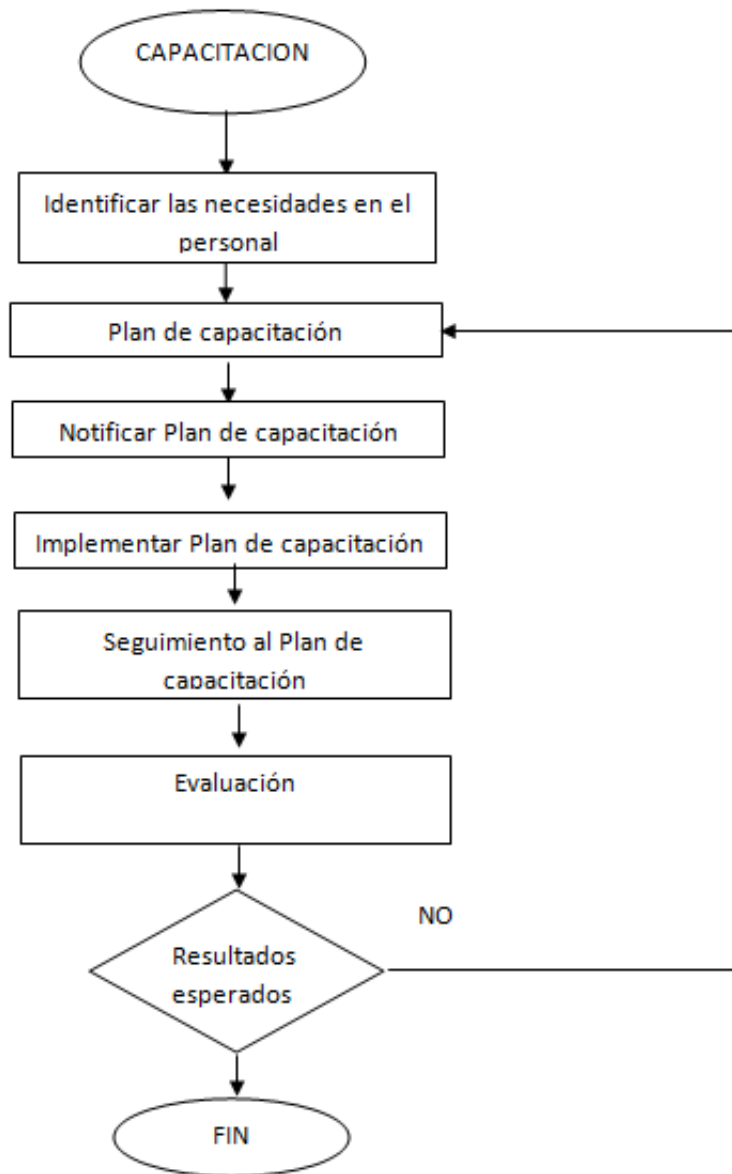 CAPACITACION
Identificar las necesidades en el
personal
Plan de capacitación
Notificar Plan de capacitación
Implementar Plan de capacitación
Seguimiento al Plan de
capacitación
Evaluación
NO
Resultados
esperados
FIN